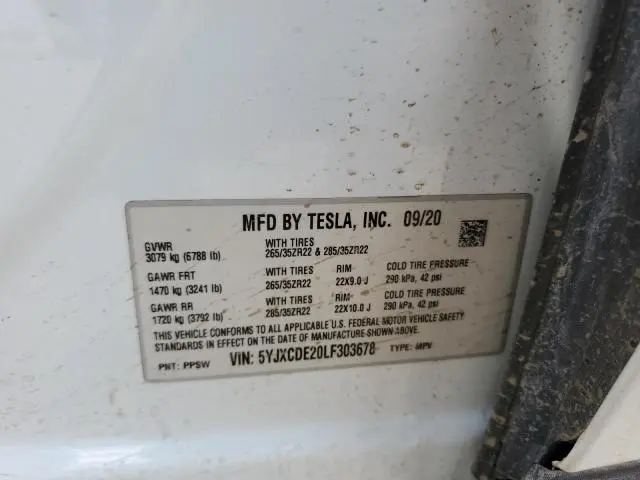 MFD BY TESLA, INC. 09/20
GVWR
3079 kg (6788 lb)
WITH TIRES
265/35ZR22 & 285/35ZR22
GAWR FRT
1470 kg (3241 lb)
WITH TIRES
265/35ZR22
RIM
22X9.0 J
COLD TIRE PRESSURE
290 kPa, 42 psi
GAWR RR
1720 kg (3792 lb)
WITH TIRES
285/35ZR22
RIM
22X10.0 J
COLD TIRE PRESSURE
290 kPa, 42 psi
THIS VEHICLE CONFORMS TO ALL APPLICABLE U.S. FEDERAL MOTOR VEHICLE SAFETY
STANDARDS IN EFFECT ON THE DATE OF MANUFACTURE SHOWN ABOVE.
PNT: PPSW VIN: 5YJXCDE20LF303678 TYPE: MPV